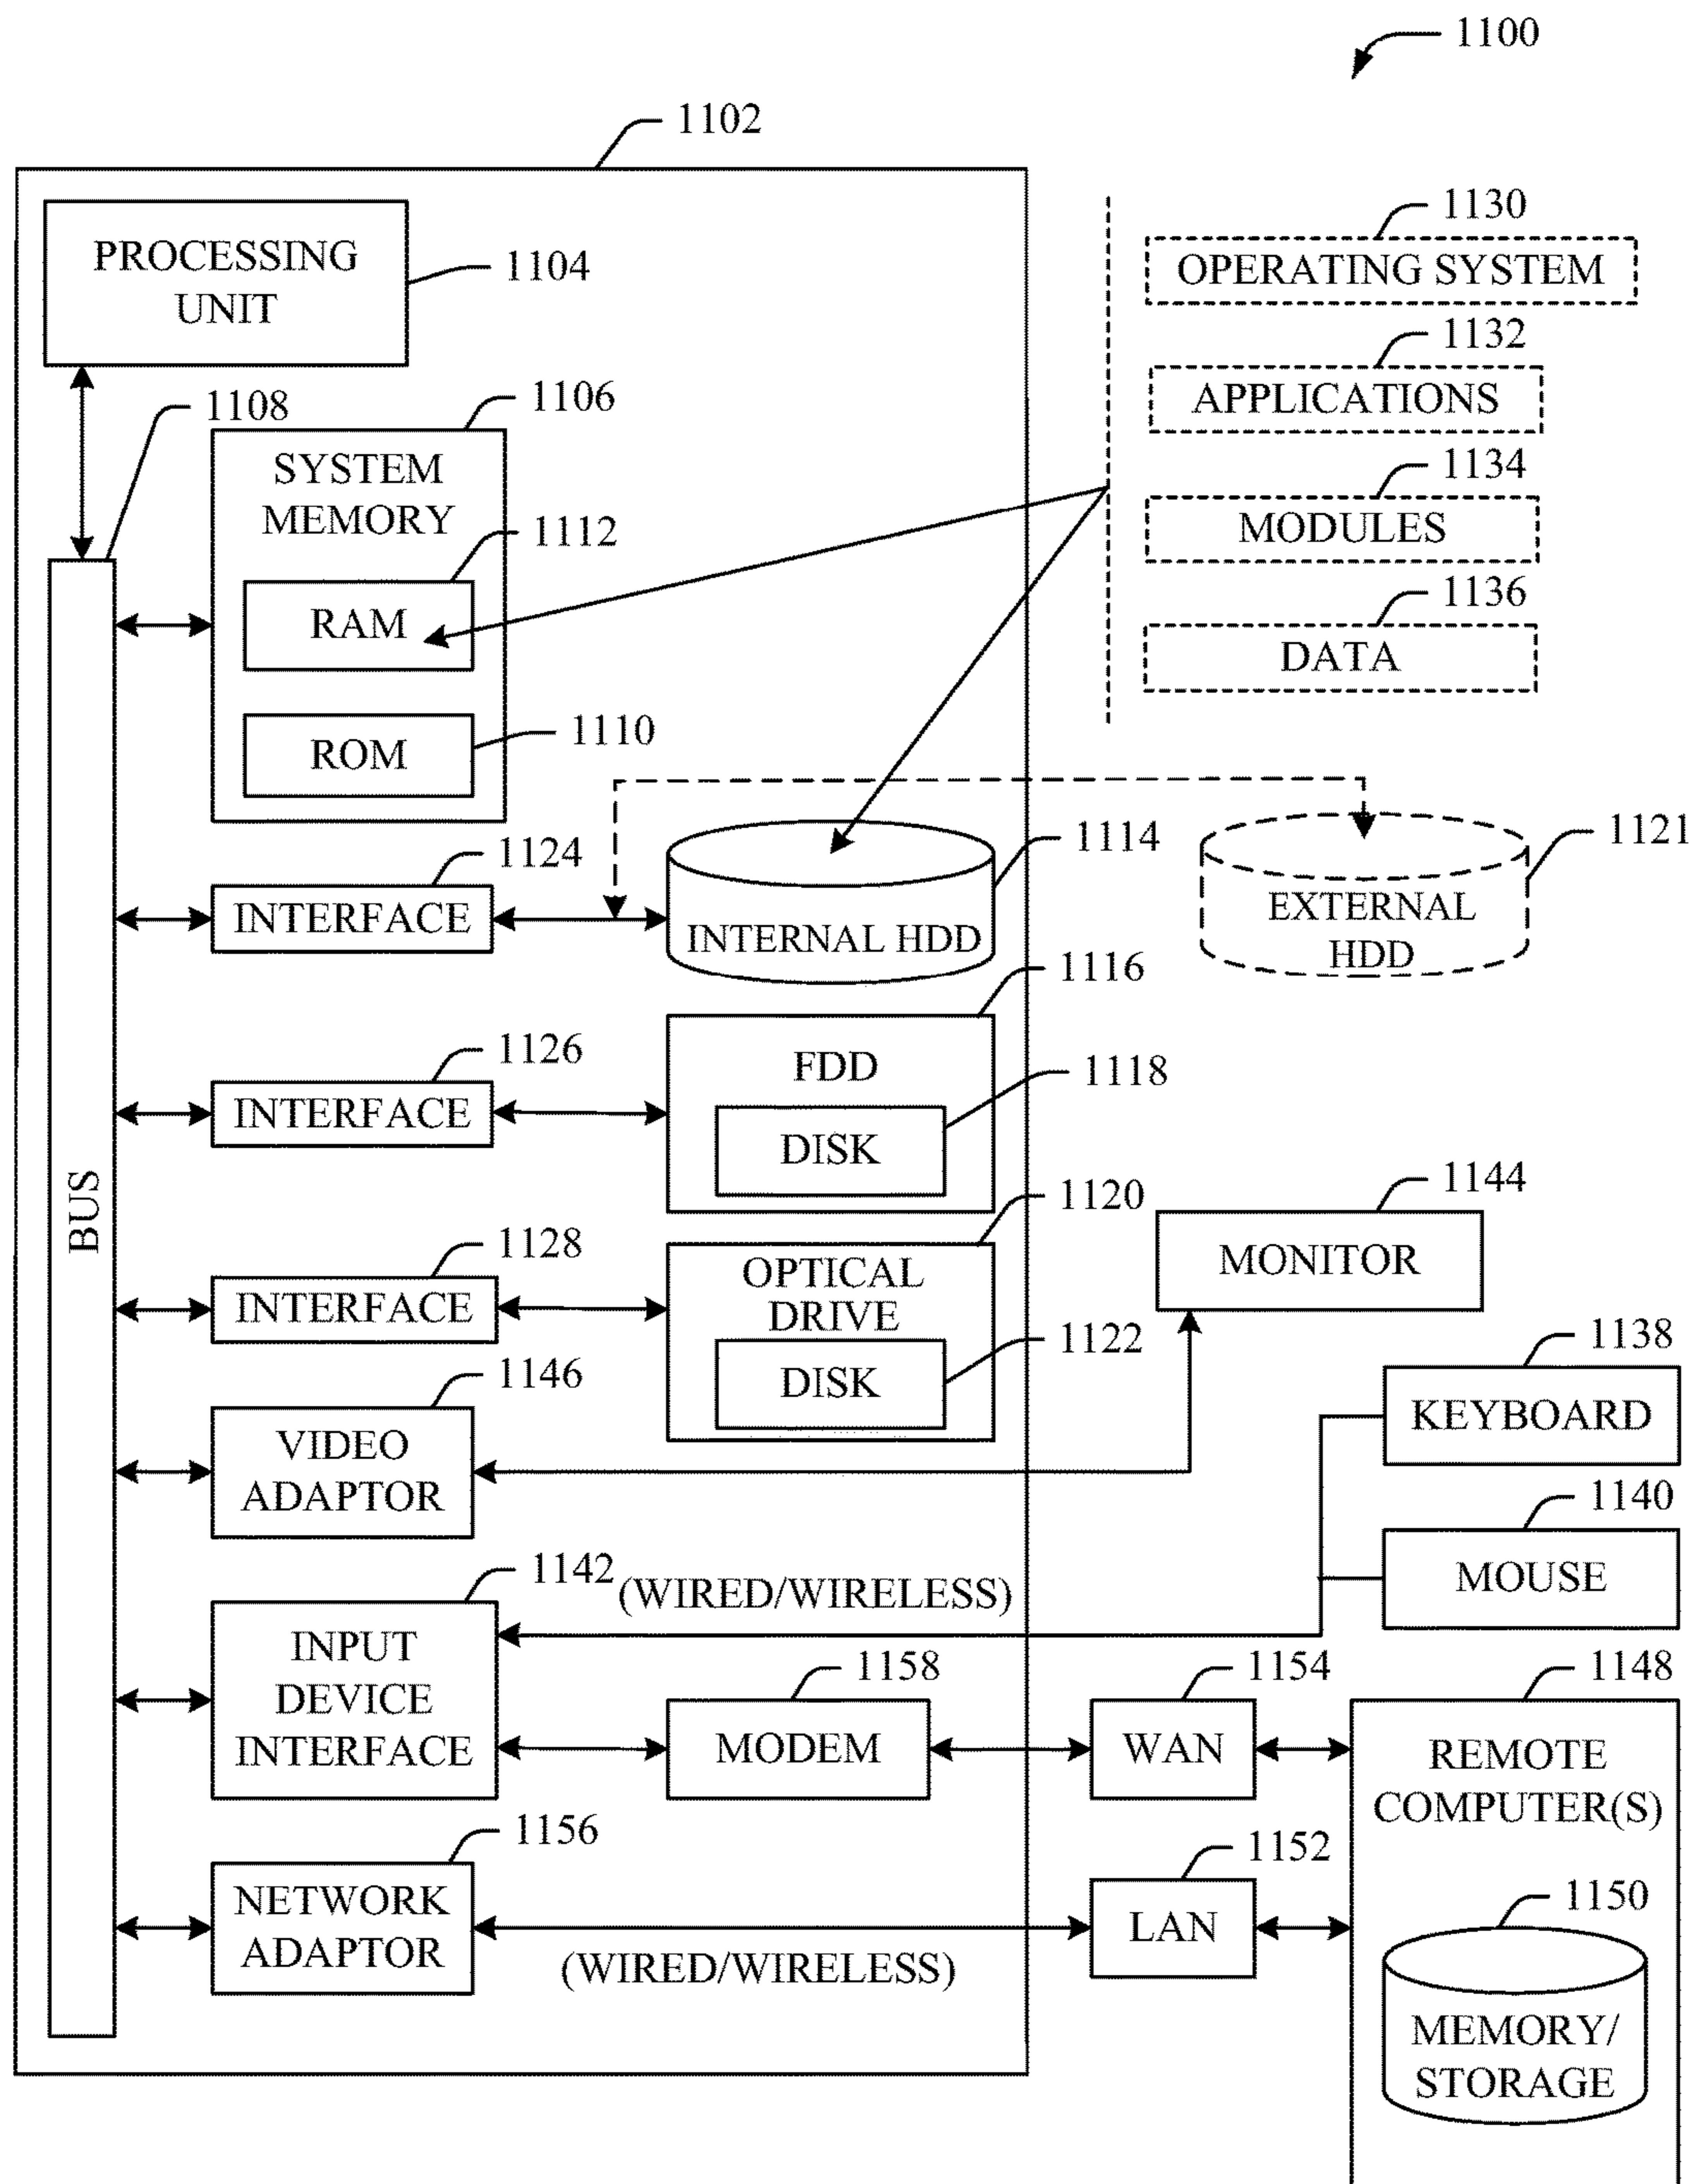 1100
1102
PROCESSING
UNIT
1104
1130
OPERATING SYSTEM
1132
APPLICATIONS
1134
MODULES
1136
DATA
1108
1106
SYSTEM
MEMORY
1112
RAM
1110
ROM
1124
INTERFACE
1114
INTERNAL HDD
1121
EXTERNAL
HDD
1116
FDD
1126
INTERFACE
1118
DISK
BUS
1120
OPTICAL
DRIVE
1128
INTERFACE
1122
DISK
1144
MONITOR
1146
VIDEO
ADAPTOR
1138
KEYBOARD
1140
MOUSE
1142
(WIRED/WIRELESS)
INPUT
DEVICE
INTERFACE
1158
MODEM
1154
WAN
1148
REMOTE
COMPUTER(S)
1156
NETWORK
ADAPTOR
(WIRED/WIRELESS)
1152
LAN
1150
MEMORY/
STORAGE